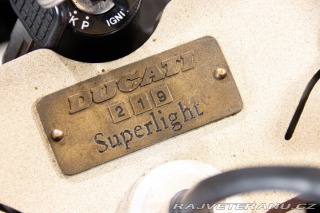 K P IGNI
DUCATI
219
Superlight
RAJVETERANU.CZ